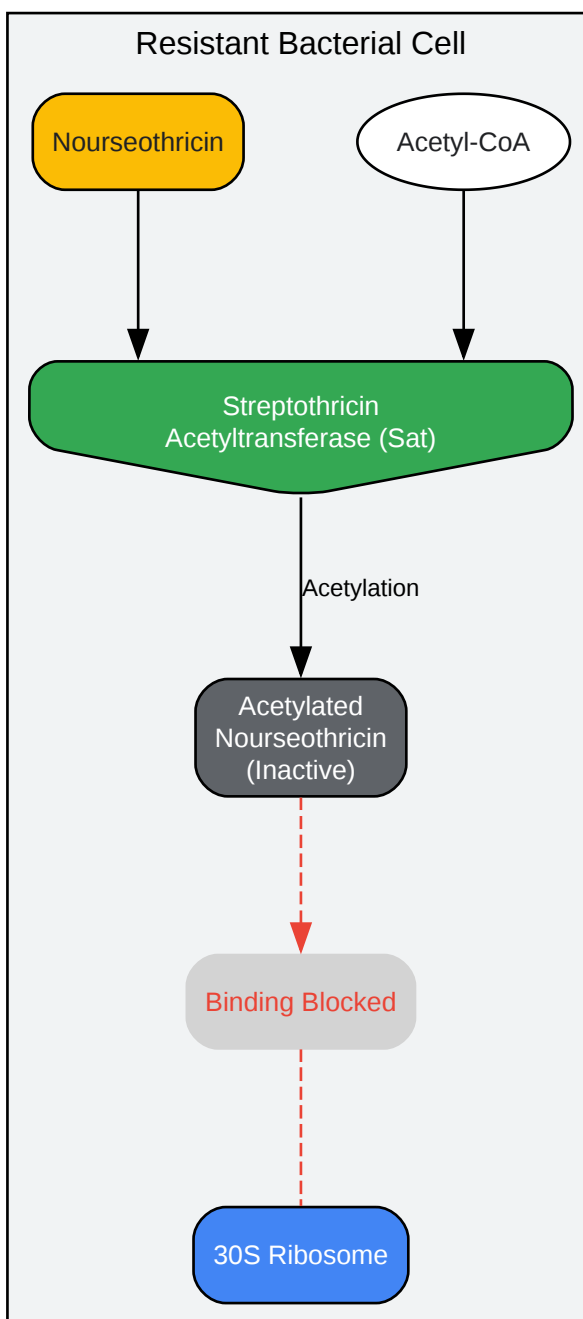 Resistant Bacterial Cell
Nourseothricin
Acetyl-CoA
Streptothricin
Acetyltransferase (Sat)
Acetylation
Acetylated
Nourseothricin
(Inactive)
Binding Blocked
30S Ribosome